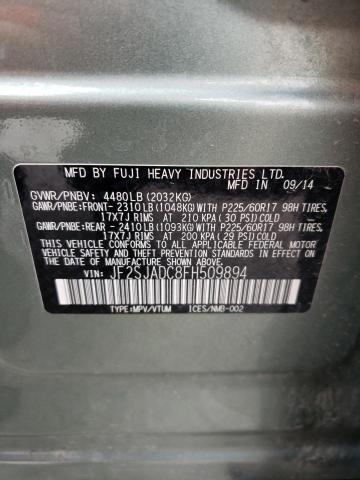 MFD BY FUJI HEAVY INDUSTRIES LTD.
MADE IN 09/14
GVWR/PNBV: 4480LB (2032KG)
GAWR/PNBE:FRONT- 2310LB (1048KG)WITH P225/60R17 98H TIRES,
17X7J RIMS AT 210 KPA (30 PSI) COLD
GAWR/PNBE:REAR - 2410LB (1093KG)WITH P225/60R17 98H TIRES,
17X7J RIMS AT 200 KPA (29 PSI) COLD
THIS VEHICLE CONFORMS TO ALL APPLICABLE FEDERAL MOTOR
VEHICLE SAFETY, BUMPER, AND THEFT PREVENTION STANDARDS
IN EFFECT ON THE DATE OF MANUFACTURE SHOWN ABOVE.
VIN: JF2SJADC8FH509894
TYPE:MPV/VTUM ICES/NMB-002